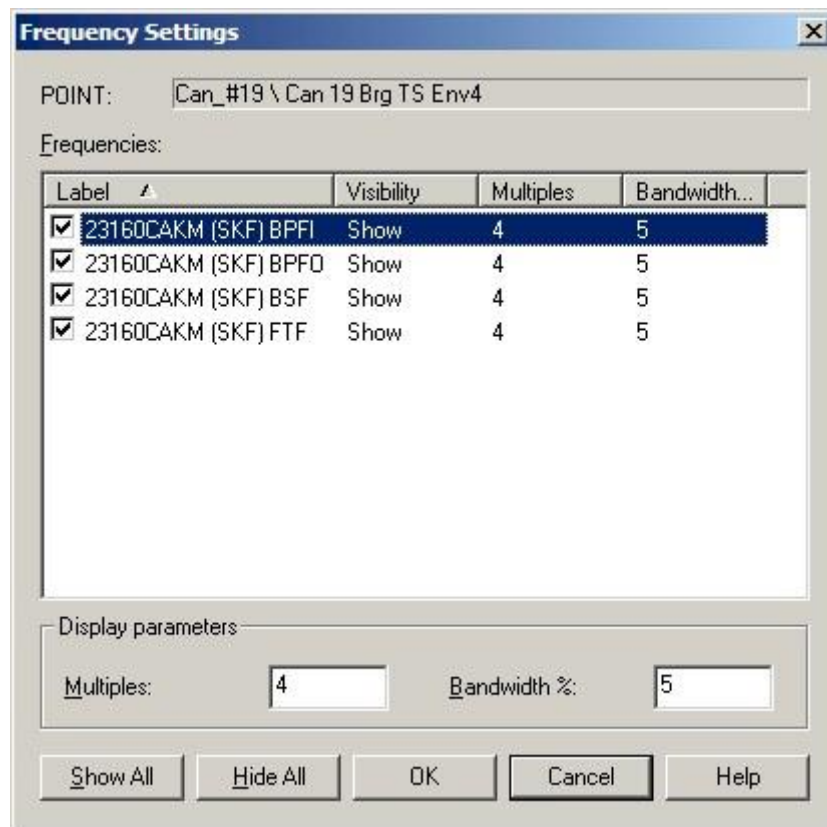 Frequency Settings
POINT: Can_#19 \ Can 19 Brg TS Env4
Frequencies:
Label Visibility Multiples Bandwidth...
23160CAKM (SKF) BPFI Show 4 5
23160CAKM (SKF) BPFO Show 4 5
23160CAKM (SKF) BSF Show 4 5
23160CAKM (SKF) FTF Show 4 5
Display parameters
Multiples: 4 Bandwidth %: 5
Show All Hide All OK Cancel Help